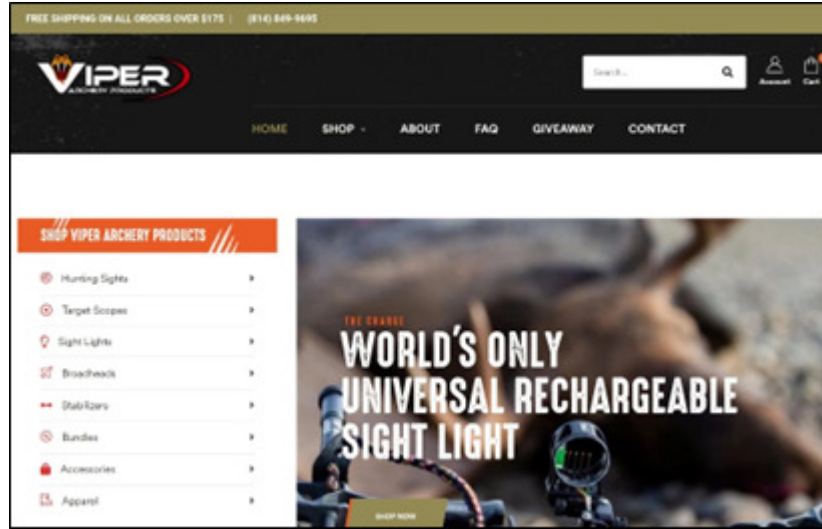 FREE SHIPPING ON ALL ORDERS OVER $175 | (814) 849-9695
VIPER
ARCHERY PRODUCTS
Search...
Account
Cart
HOME SHOP ABOUT FAQ GIVEAWAY CONTACT
SHOP VIPER ARCHERY PRODUCTS
Hunting Sights
Target Scopes
Sight Lights
Broadheads
Stabilizers
Bundles
Accessories
Apparel
THE CHARGE
WORLD'S ONLY
UNIVERSAL RECHARGEABLE
SIGHT LIGHT
SHOP NOW